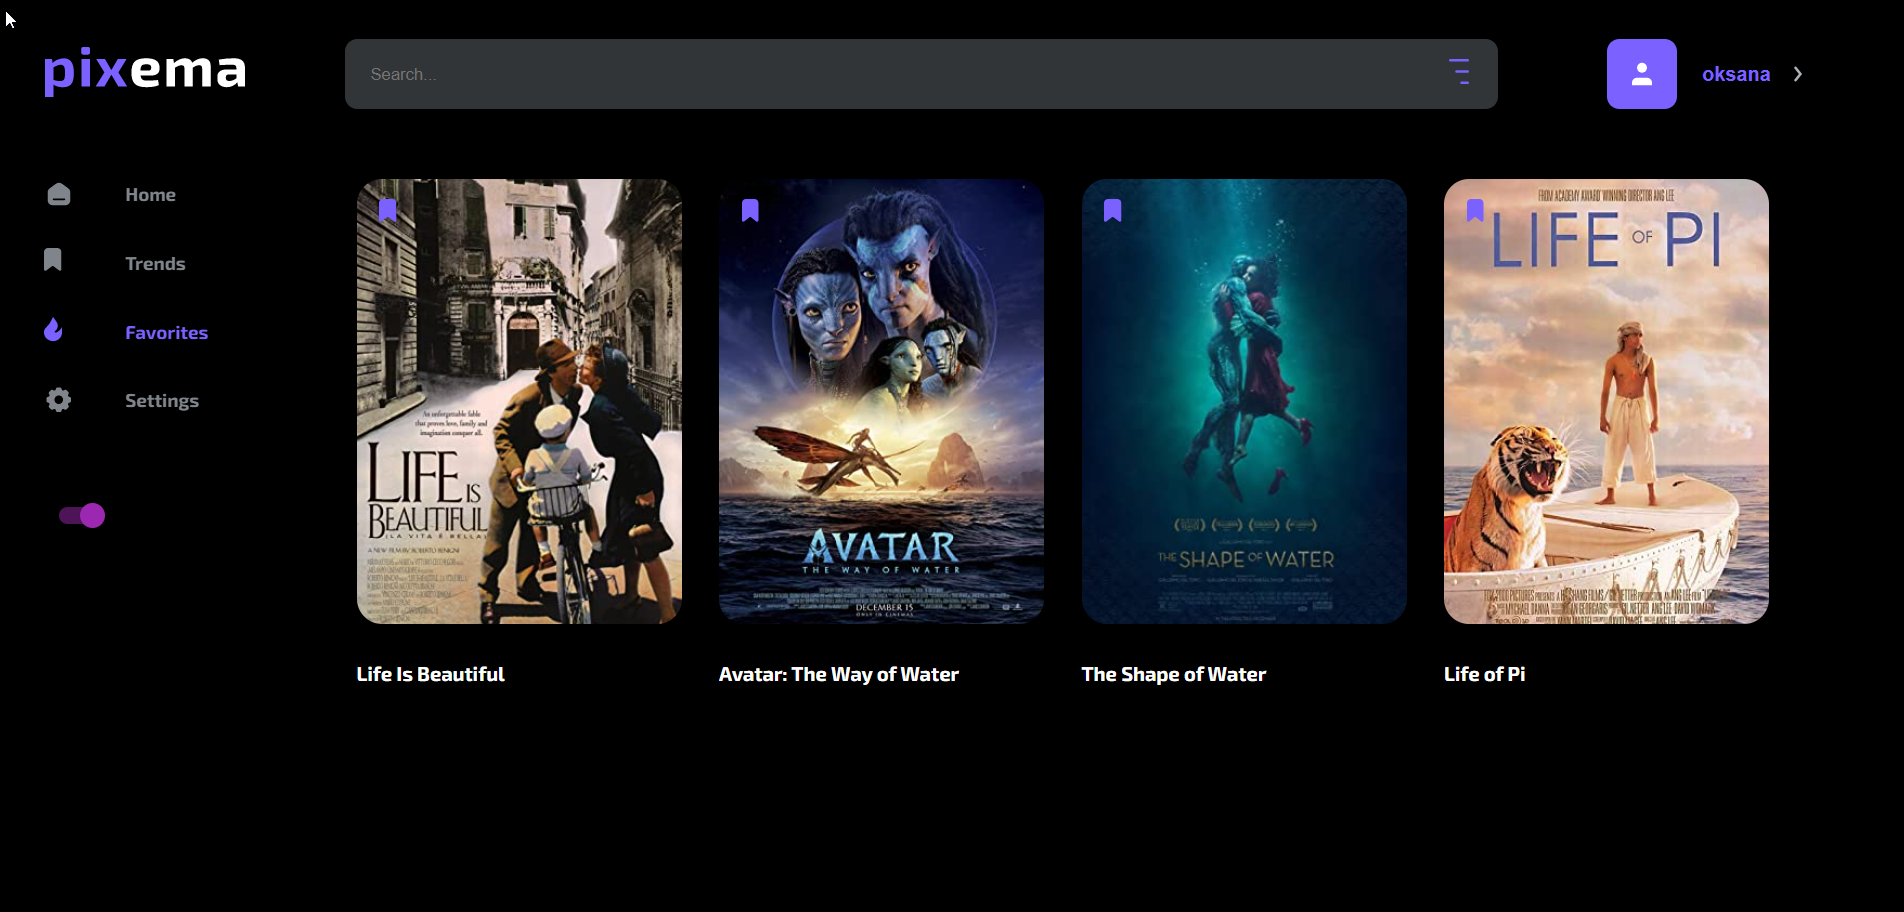 pixema
Search...
oksana
Home
Trends
Favorites
Settings
An unforgettable fable
that proves love, family and
imagination conquer all.
LIFE IS
BEAUTIFUL
(LA VITA È BELLA)
A NEW FILM BY ROBERTO BENIGNI
AVATAR
THE WAY OF WATER
DECEMBER 15
ONLY IN CINEMAS
THE SHAPE OF WATER
FROM ACADEMY AWARD WINNING DIRECTOR ANG LEE
LIFE OF PI
Life Is Beautiful
Avatar: The Way of Water
The Shape of Water
Life of Pi